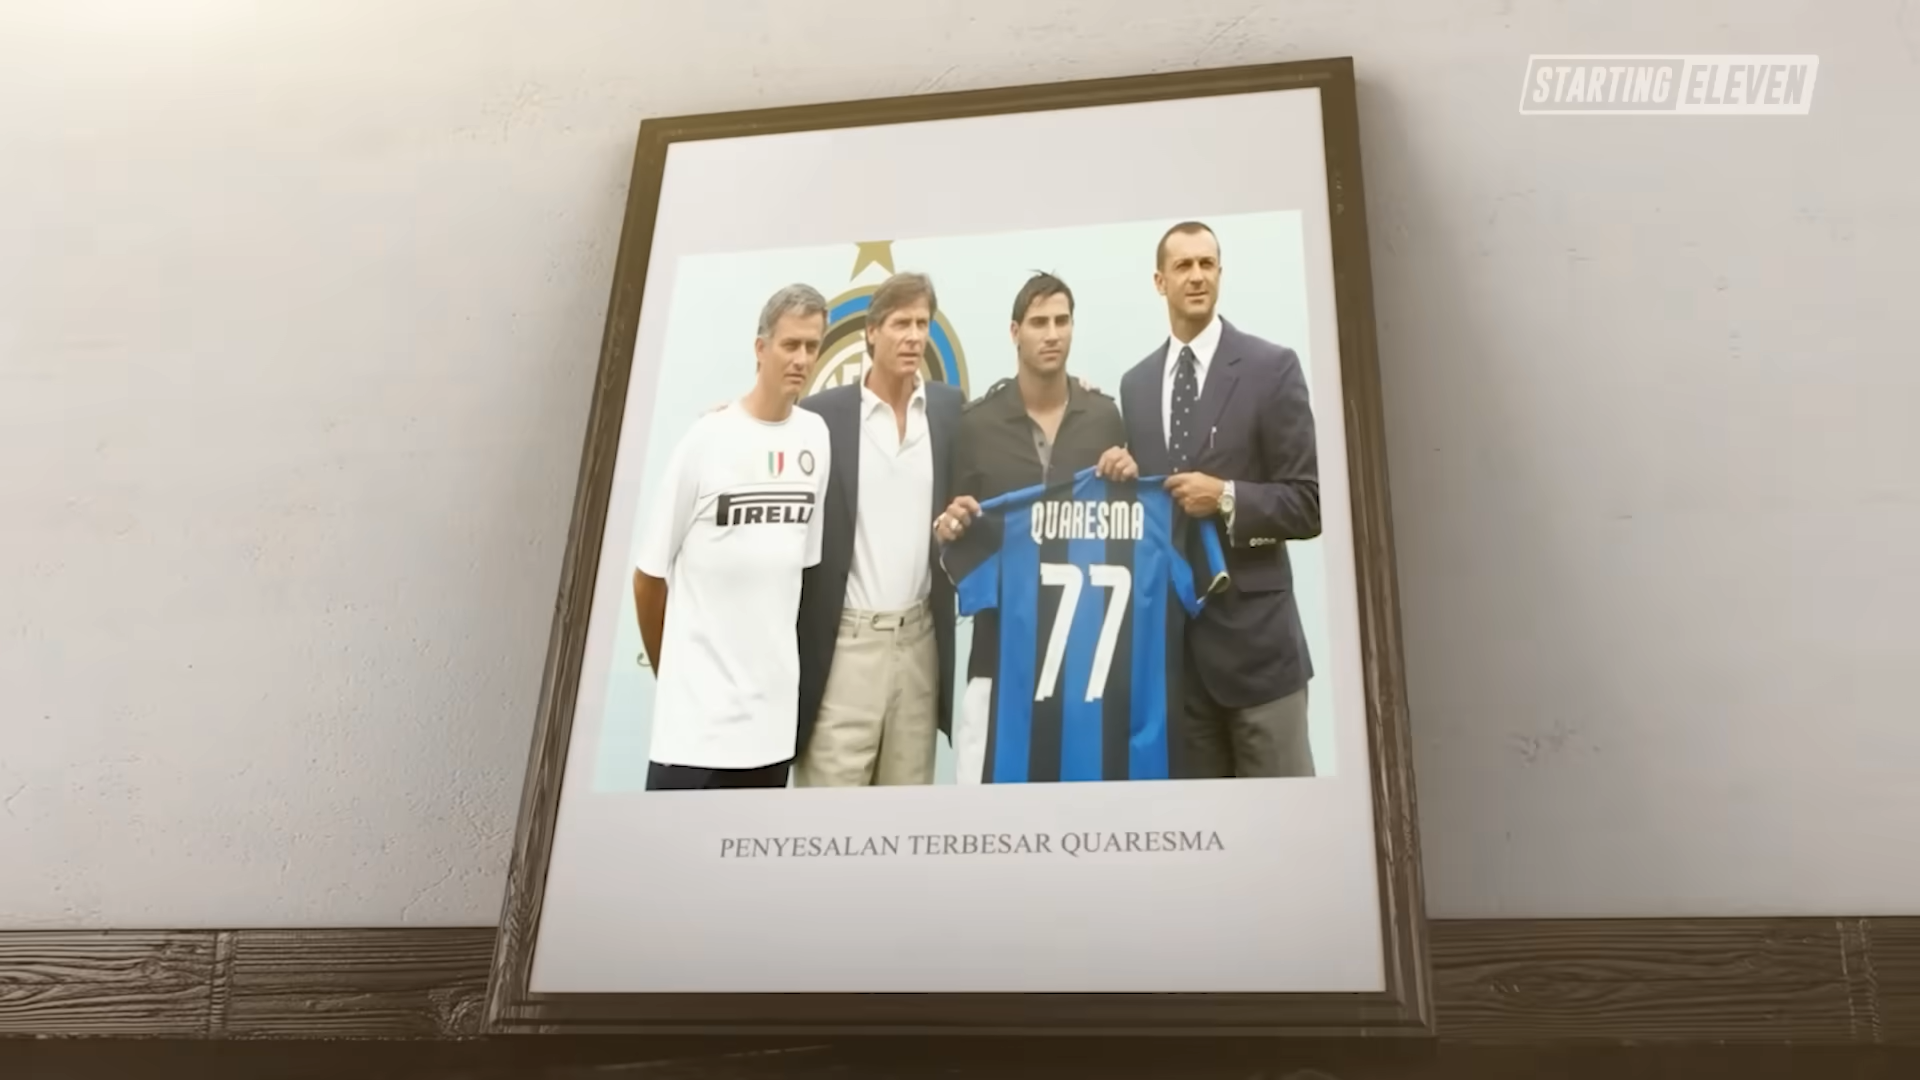 STARTING ELEVEN
PIRELLI
QUARESMA
77
PENYESALAN TERBESAR QUARESMA